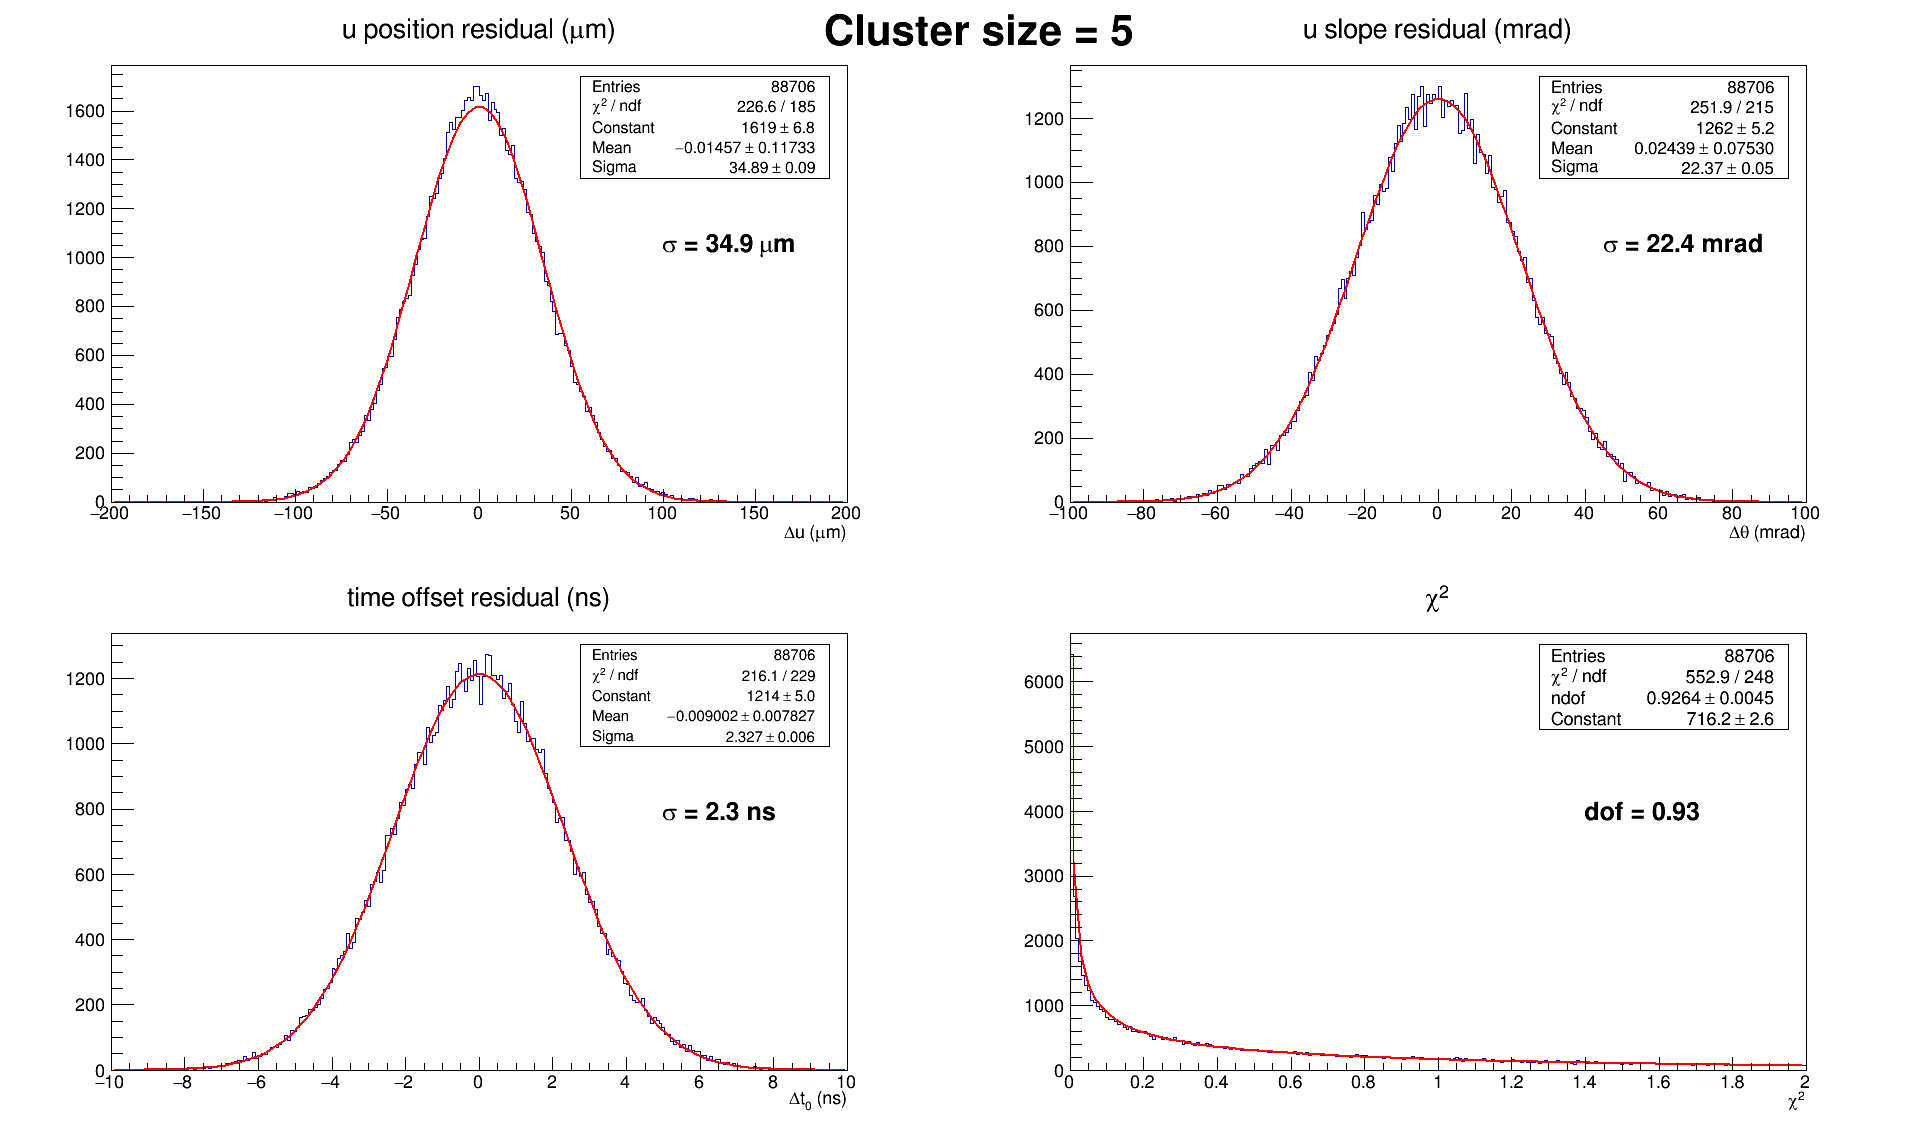 Cluster size = 5
u position residual (μm)
Entries 88706
χ² / ndf 226.6 / 185
Constant 1619 ± 6.8
Mean −0.01457 ± 0.11733
Sigma 34.89 ± 0.09
σ = 34.9 μm
1600
1400
1200
1000
800
600
400
200
0
−200 −150 −100 −50 0 50 100 150 200
Δu (μm)
u slope residual (mrad)
Entries 88706
χ² / ndf 251.9 / 215
Constant 1262 ± 5.2
Mean 0.02439 ± 0.07530
Sigma 22.37 ± 0.05
σ = 22.4 mrad
1200
1000
800
600
400
200
0
−100 −80 −60 −40 −20 0 20 40 60 80 100
Δθ (mrad)
time offset residual (ns)
Entries 88706
χ² / ndf 216.1 / 229
Constant 1214 ± 5.0
Mean −0.009002 ± 0.007827
Sigma 2.327 ± 0.006
σ = 2.3 ns
1200
1000
800
600
400
200
0
−10 −8 −6 −4 −2 0 2 4 6 8 10
Δt₀ (ns)
χ²
Entries 88706
χ² / ndf 552.9 / 248
ndof 0.9264 ± 0.0045
Constant 716.2 ± 2.6
dof = 0.93
6000
5000
4000
3000
2000
1000
0
0 0.2 0.4 0.6 0.8 1 1.2 1.4 1.6 1.8 2
χ²